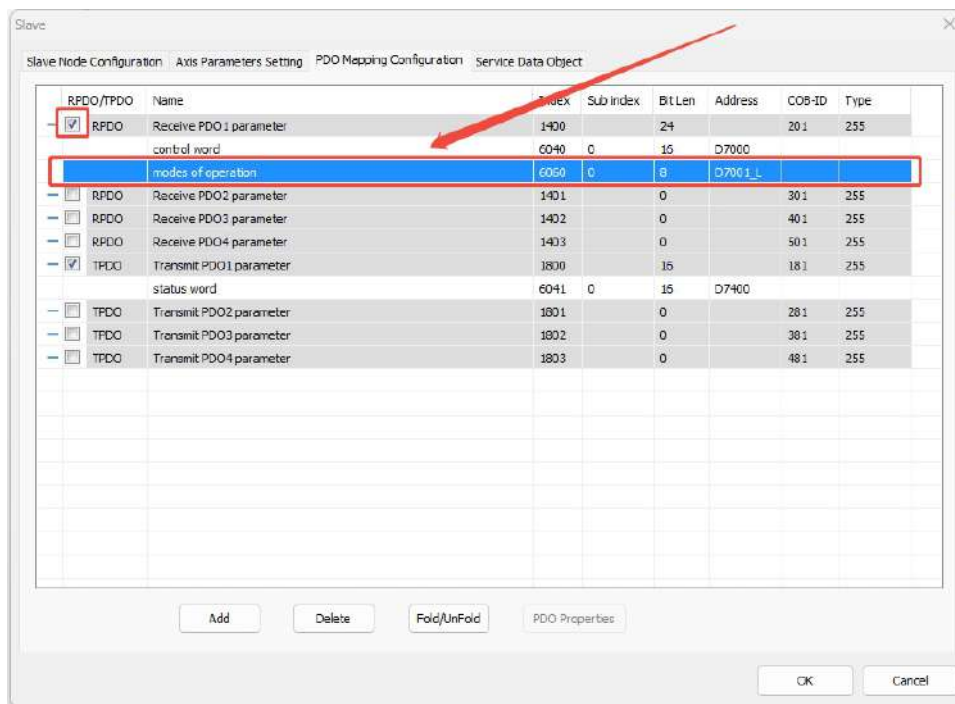 Slave
Slave Node Configuration Axis Parameters Setting PDO Mapping Configuration Service Data Object
RPDO/TPDO Name Index Sub index Bit Len Address COB-ID Type
RPDO Receive PDO1 parameter 1400 24 201 255
control word 6040 0 16 D7000
modes of operation 6060 0 8 D7001_L
RPDO Receive PDO2 parameter 1401 0 301 255
RPDO Receive PDO3 parameter 1402 0 401 255
RPDO Receive PDO4 parameter 1403 0 501 255
TPDO Transmit PDO1 parameter 1800 16 181 255
status word 6041 0 16 D7400
TPDO Transmit PDO2 parameter 1801 0 281 255
TPDO Transmit PDO3 parameter 1802 0 381 255
TPDO Transmit PDO4 parameter 1803 0 481 255
Add Delete Fold/UnFold PDO Properties
OK Cancel